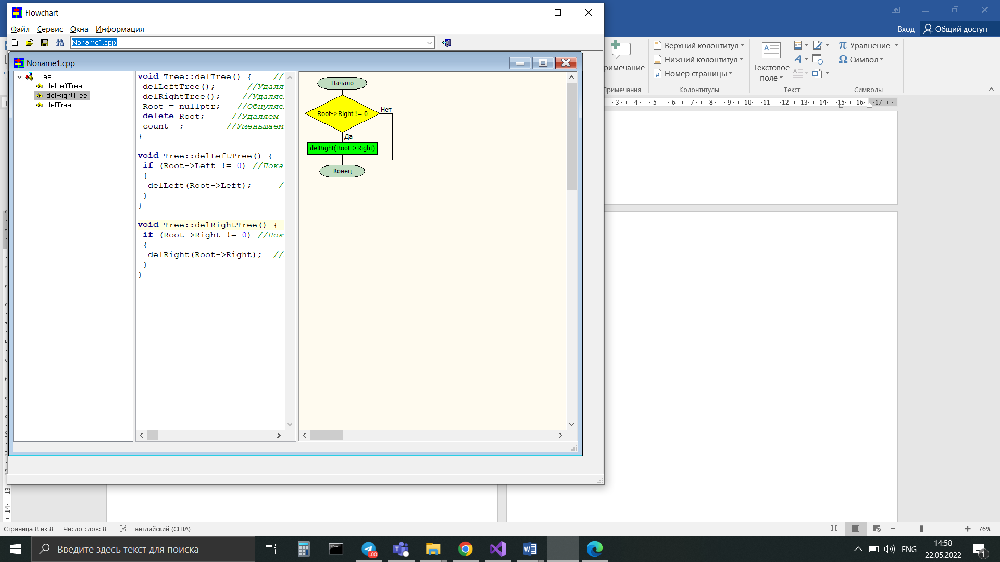 Flowchart
Файл Сервис Окна Информация
Noname1.cpp
Noname1.cpp
Tree
delLeftTree
delRightTree
delTree
void Tree::delTree() { //
delLeftTree(); //Удаля
delRightTree(); //Удаляе
Root = nullptr; //Обнуляе
delete Root; //Удаляем
count--; //Уменьшаем
}
void Tree::delLeftTree() {
if (Root->Left != 0) //Пока
{
delLeft(Root->Left); /
}
}
void Tree::delRightTree() {
if (Root->Right != 0) //Пок
{
delRight(Root->Right); //
}
}
Начало
Root->Right != 0
Нет
Да
delRight(Root->Right)
Конец
Вход Общий доступ
римечание
Примечания
Верхний колонтитул
Нижний колонтитул
Номер страницы
Колонтитулы
Текстовое
поле
Текст
Уравнение
Символ
Символы
3 4 5 6 7 8 9 10 11 12 13 14 15 16 17
13
14
Страница 8 из 8 Число слов: 8 английский (США) 76%
Введите здесь текст для поиска
..00
ENG
14:58
22.05.2022
1